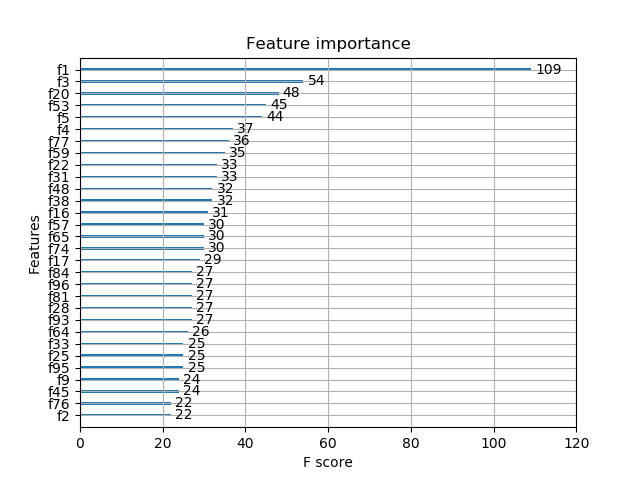 Feature importance
f1 109
f3 54
f20 48
f53 45
f5 44
f4 37
f77 36
f59 35
f22 33
f31 33
f48 32
f38 32
f16 31
f57 30
f65 30
f74 30
f17 29
f84 27
f96 27
f81 27
f28 27
f93 27
f64 26
f33 25
f25 25
f95 25
f9 24
f45 24
f76 22
f2 22
Features
0 20 40 60 80 100 120
F score